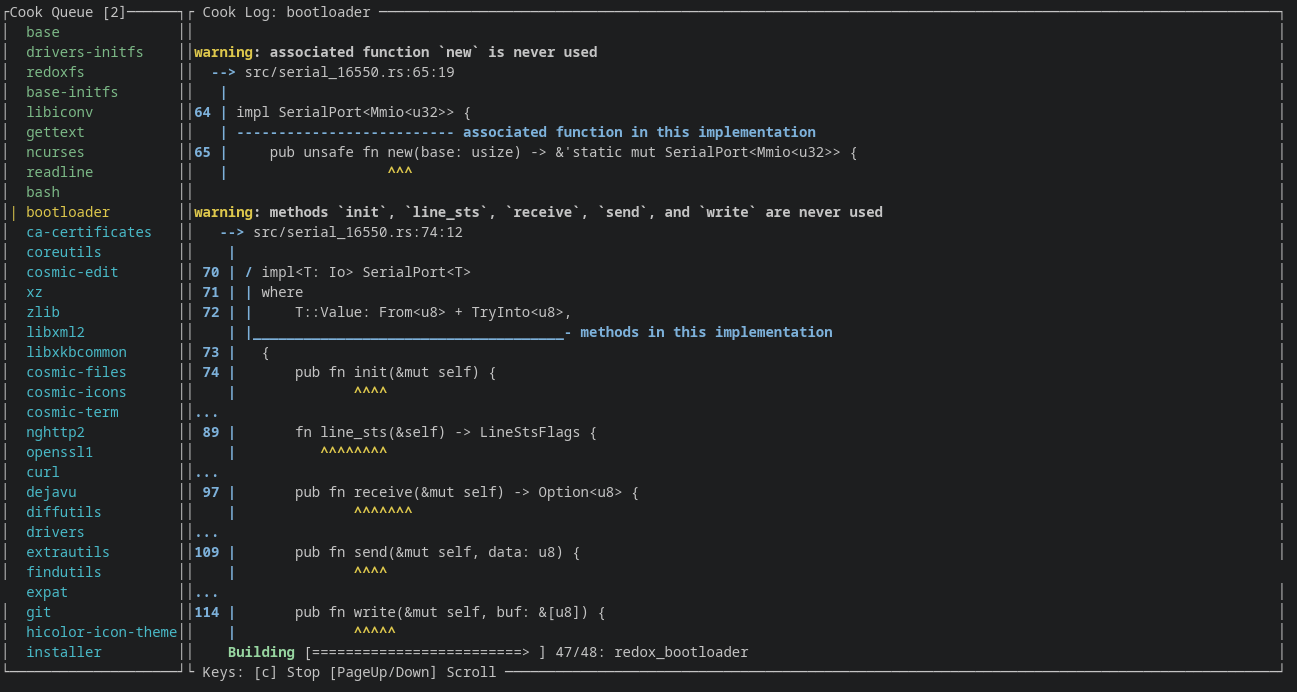 Cook Queue [2] Cook Log: bootloader
base
drivers-initfs warning: associated function `new` is never used
redoxfs --> src/serial_16550.rs:65:19
base-initfs |
libiconv 64 | impl SerialPort<Mmio<u32>> {
gettext | -------------------------- associated function in this implementation
ncurses 65 |     pub unsafe fn new(base: usize) -> &'static mut SerialPort<Mmio<u32>> {
readline |                   ^^^
bash
| bootloader warning: methods `init`, `line_sts`, `receive`, `send`, and `write` are never used
ca-certificates --> src/serial_16550.rs:74:12
coreutils |
cosmic-edit 70 | / impl<T: Io> SerialPort<T>
xz 71 | | where
zlib 72 | |     T::Value: From<u8> + TryInto<u8>,
libxml2 | |_____________________________________- methods in this implementation
libxkbcommon 73 |   {
cosmic-files 74 |       pub fn init(&mut self) {
cosmic-icons |              ^^^^
cosmic-term ...
nghttp2 89 |       fn line_sts(&self) -> LineStsFlags {
openssl1 |          ^^^^^^^^
curl ...
dejavu 97 |       pub fn receive(&mut self) -> Option<u8> {
diffutils |              ^^^^^^^
drivers ...
extrautils 109 |       pub fn send(&mut self, data: u8) {
findutils |              ^^^^
expat ...
git 114 |       pub fn write(&mut self, buf: &[u8]) {
hicolor-icon-theme |              ^^^^^
installer Building [=========================> ] 47/48: redox_bootloader
Keys: [c] Stop [PageUp/Down] Scroll